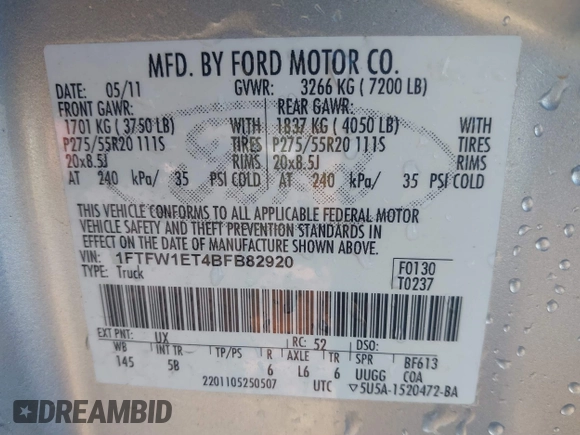 MFD. BY FORD MOTOR CO.
DATE: 05/11 GVWR: 3266 KG ( 7200 LB)
FRONT GAWR: REAR GAWR:
1701 KG ( 3750 LB) WITH 1837 KG ( 4050 LB) WITH
P275/55R20 111S TIRES P275/55R20 111S TIRES
20x8.5J RIMS 20x8.5J RIMS
AT 240 kPa/ 35 PSI COLD AT 240 kPa/ 35 PSI COLD
THIS VEHICLE CONFORMS TO ALL APPLICABLE FEDERAL MOTOR
VEHICLE SAFETY AND THEFT PREVENTION STANDARDS IN
EFFECT ON THE DATE OF MANUFACTURE SHOWN ABOVE.
VIN: 1FTFW1ET4BFB82920
TYPE: Truck
F0130
T0237
EXT PNT: UX RC: 52 DSO:
WB INT TR TP/PS R AXLE TR SPR BF613
145 5B 6 L6 6 UUGG COA
2201105250507 UTC ▽5U5A-1520472-BA
DREAMBID